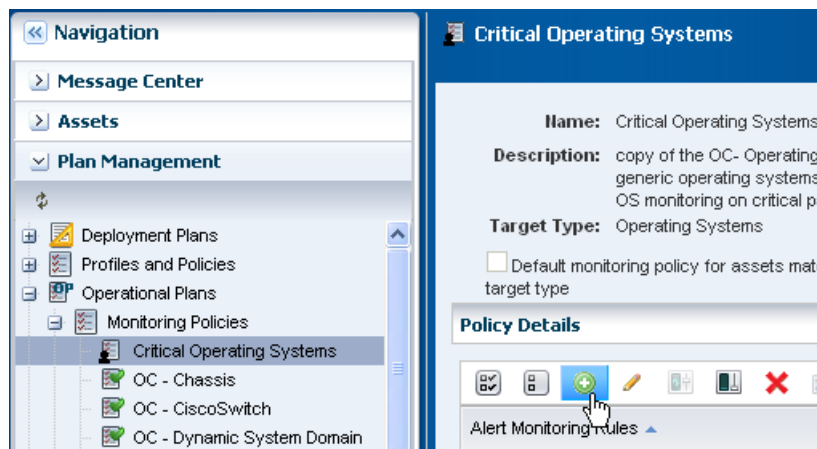 Navigation
Message Center
Assets
Plan Management
Deployment Plans
Profiles and Policies
Operational Plans
Monitoring Policies
Critical Operating Systems
OC - Chassis
OC - CiscoSwitch
OC - Dynamic System Domain
Critical Operating Systems
Name: Critical Operating Systems
Description: copy of the OC- Operating
generic operating systems
OS monitoring on critical p
Target Type: Operating Systems
Default monitoring policy for assets mat
target type
Policy Details
Alert Monitoring Rules